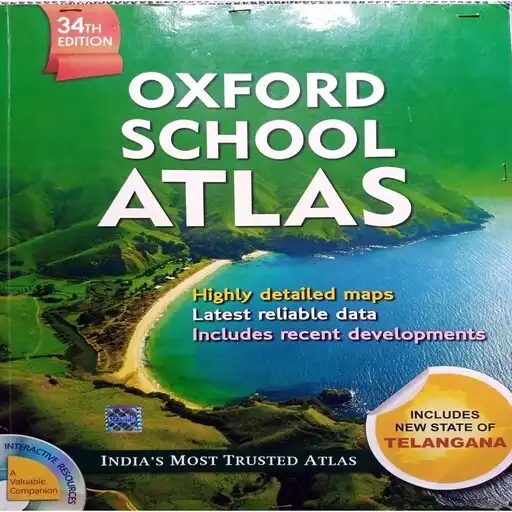 34TH
EDITION
OXFORD
SCHOOL
ATLAS
Highly detailed maps
Latest reliable data
Includes recent developments
INCLUDES
NEW STATE OF
TELANGANA
INTERACTIVE RESOURCES
A
Valuable
Companion
INDIA'S MOST TRUSTED ATLAS